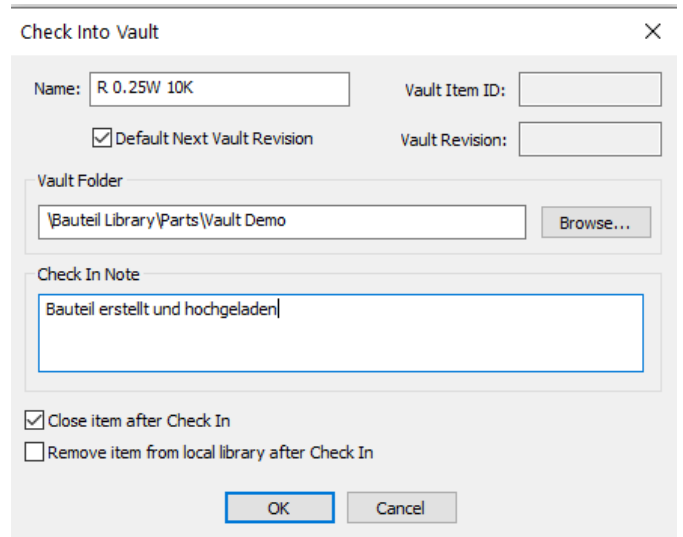 Check Into Vault
Name: R 0.25W 10K
Vault Item ID:
Default Next Vault Revision
Vault Revision:
Vault Folder
\Bauteil Library\Parts\Vault Demo
Browse...
Check In Note
Bauteil erstellt und hochgeladen
Close item after Check In
Remove item from local library after Check In
OK
Cancel